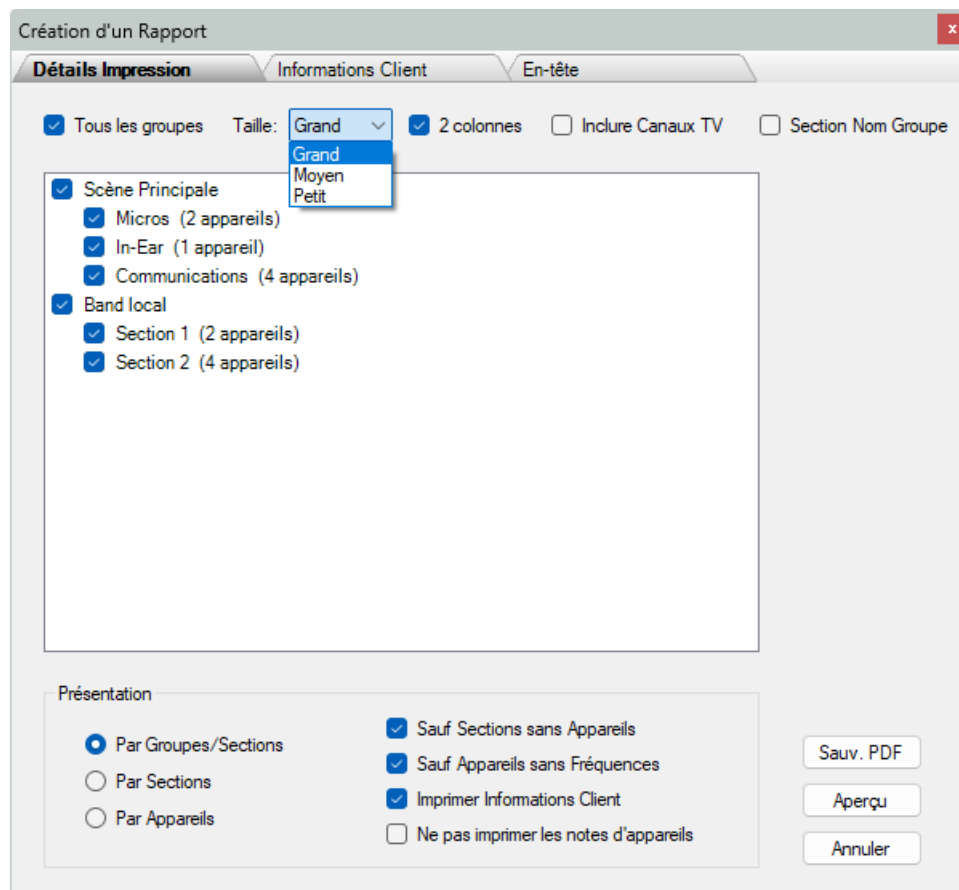 Création d'un Rapport
x
Détails Impression Informations Client En-tête
Tous les groupes Taille: Grand 2 colonnes Inclure Canaux TV Section Nom Groupe
Grand
Moyen
Petit
Scène Principale
Micros (2 appareils)
In-Ear (1 appareil)
Communications (4 appareils)
Band local
Section 1 (2 appareils)
Section 2 (4 appareils)
Présentation
Par Groupes/Sections
Par Sections
Par Appareils
Sauf Sections sans Appareils
Sauf Appareils sans Fréquences
Imprimer Informations Client
Ne pas imprimer les notes d'appareils
Sauv. PDF
Aperçu
Annuler